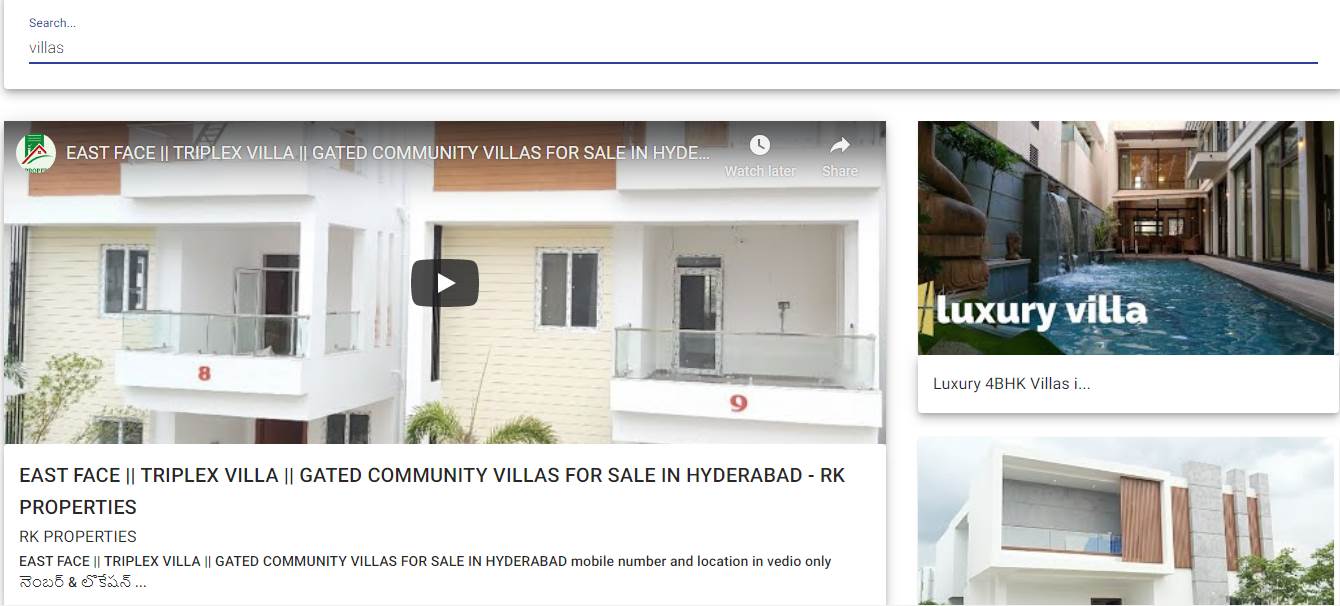 Search...
villas
EAST FACE || TRIPLEX VILLA || GATED COMMUNITY VILLAS FOR SALE IN HYDE...
Watch later
Share
8
9
luxury villa
Luxury 4BHK Villas i...
EAST FACE || TRIPLEX VILLA || GATED COMMUNITY VILLAS FOR SALE IN HYDERABAD - RK
PROPERTIES
RK PROPERTIES
EAST FACE || TRIPLEX VILLA || GATED COMMUNITY VILLAS FOR SALE IN HYDERABAD mobile number and location in vedio only
నెంబర్ & లొకేషన్ ...